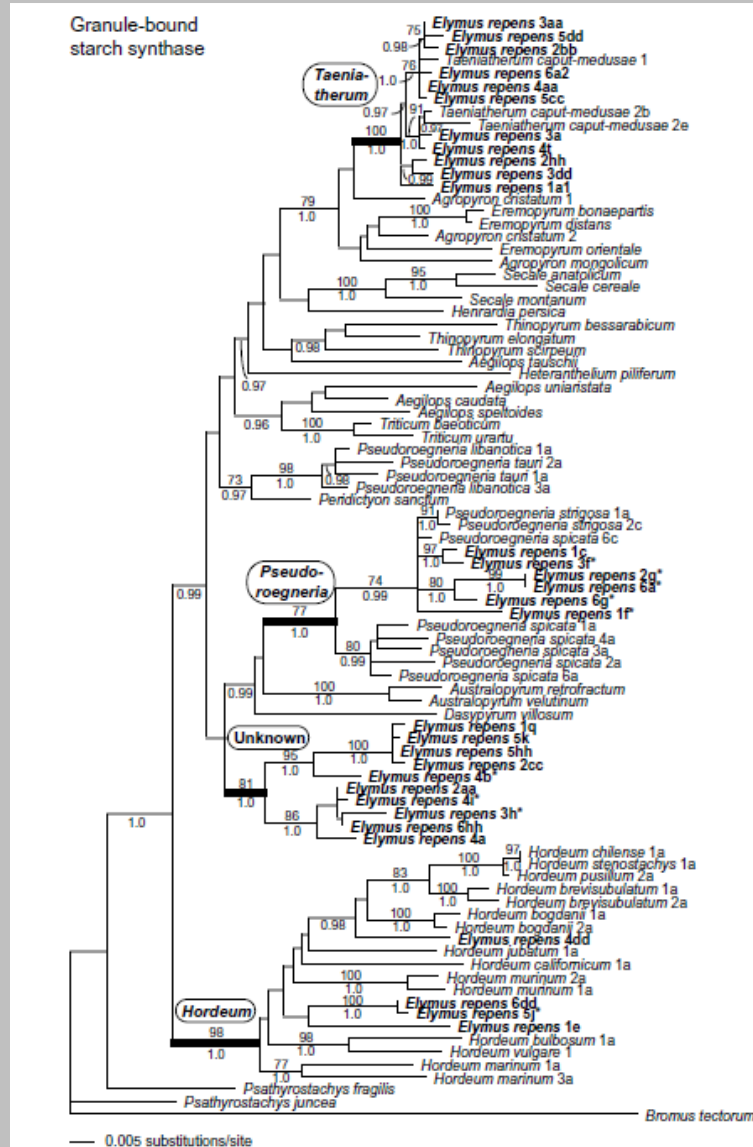 Granule-bound
starch synthase
Elymus repens 3aa
75
Elymus repens 5dd
0.98
Elymus repens 2bb
Taeniatherum caput-medusae 1
76
Taenia-
therum
1.0
Elymus repens 6a2
Elymus repens 4aa
Elymus repens 5cc
0.97
91
Taeniatherum caput-medusae 2b
0.97
Taeniatherum caput-medusae 2e
100
Elymus repens 3a
1.0
1.0
Elymus repens 4t
Elymus repens 2hh
Elymus repens 3dd
0.99
Elymus repens 1a1
79
Agropyron cristatum 1
1.0
100
Eremopyrum bonaepartis
1.0
Eremopyrum distans
Agropyron cristatum 2
Eremopyrum orientale
Agropyron mongolicum
95
Secale anatolicum
100
1.0
Secale cereale
1.0
Secale montanum
Henrardia persica
Thinopyrum bessarabicum
Thinopyrum elongatum
0.98
Thinopyrum scirpeum
Aegilops tauschii
Heteranthelium piliferum
0.97
Aegilops uniaristata
Aegilops caudata
0.96
Aegilops speltoides
100
Triticum baeoticum
1.0
Triticum urartu
Pseudoroegneria libanotica 1a
98
Pseudoroegneria tauri 2a
73
1.0
0.98
Pseudoroegneria tauri 1a
0.97
Pseudoroegneria libanotica 3a
Peridictyon sanctum
91
Pseudoroegneria strigosa 1a
1.0
Pseudoroegneria strigosa 2c
Pseudoroegneria spicata 6c
97
Elymus repens 1c
1.0
Elymus repens 3f*
Pseudo-
roegneria
74
99
Elymus repens 2g*
0.99
0.99
80
1.0
Elymus repens 6a*
1.0
Elymus repens 6g*
Elymus repens 1f*
77
Pseudoroegneria spicata 1a
1.0
80
Pseudoroegneria spicata 4a
0.99
Pseudoroegneria spicata 3a
Pseudoroegneria spicata 2a
Pseudoroegneria spicata 6a
0.99
100
Australopyrum retrofractum
1.0
Australopyrum velutinum
Dasypyrum villosum
Unknown
Elymus repens 1q
95
100
Elymus repens 5k
1.0
1.0
Elymus repens 5hh
Elymus repens 2cc
81
Elymus repens 4b*
1.0
Elymus repens 2aa
Elymus repens 4i*
86
Elymus repens 3h*
1.0
Elymus repens 6hh
Elymus repens 4a
1.0
97
Hordeum chilense 1a
100
1.0
Hordeum stenostachys 1a
83
1.0
Hordeum pusillum 2a
1.0
100
Hordeum brevisubulatum 1a
1.0
Hordeum brevisubulatum 2a
100
Hordeum bogdanii 1a
0.98
1.0
Hordeum bogdanii 2a
Elymus repens 4dd
Hordeum jubatum 1a
Hordeum californicum 1a
100
Hordeum murinum 2a
1.0
Hordeum murinum 1a
Hordeum
100
Elymus repens 6dd
1.0
Elymus repens 5j*
Elymus repens 1e
98
98
Hordeum bulbosum 1a
1.0
1.0
Hordeum vulgare 1
77
Hordeum marinum 1a
1.0
Hordeum marinum 3a
Psathyrostachys fragilis
Psathyrostachys juncea
Bromus tectorum
0.005 substitutions/site